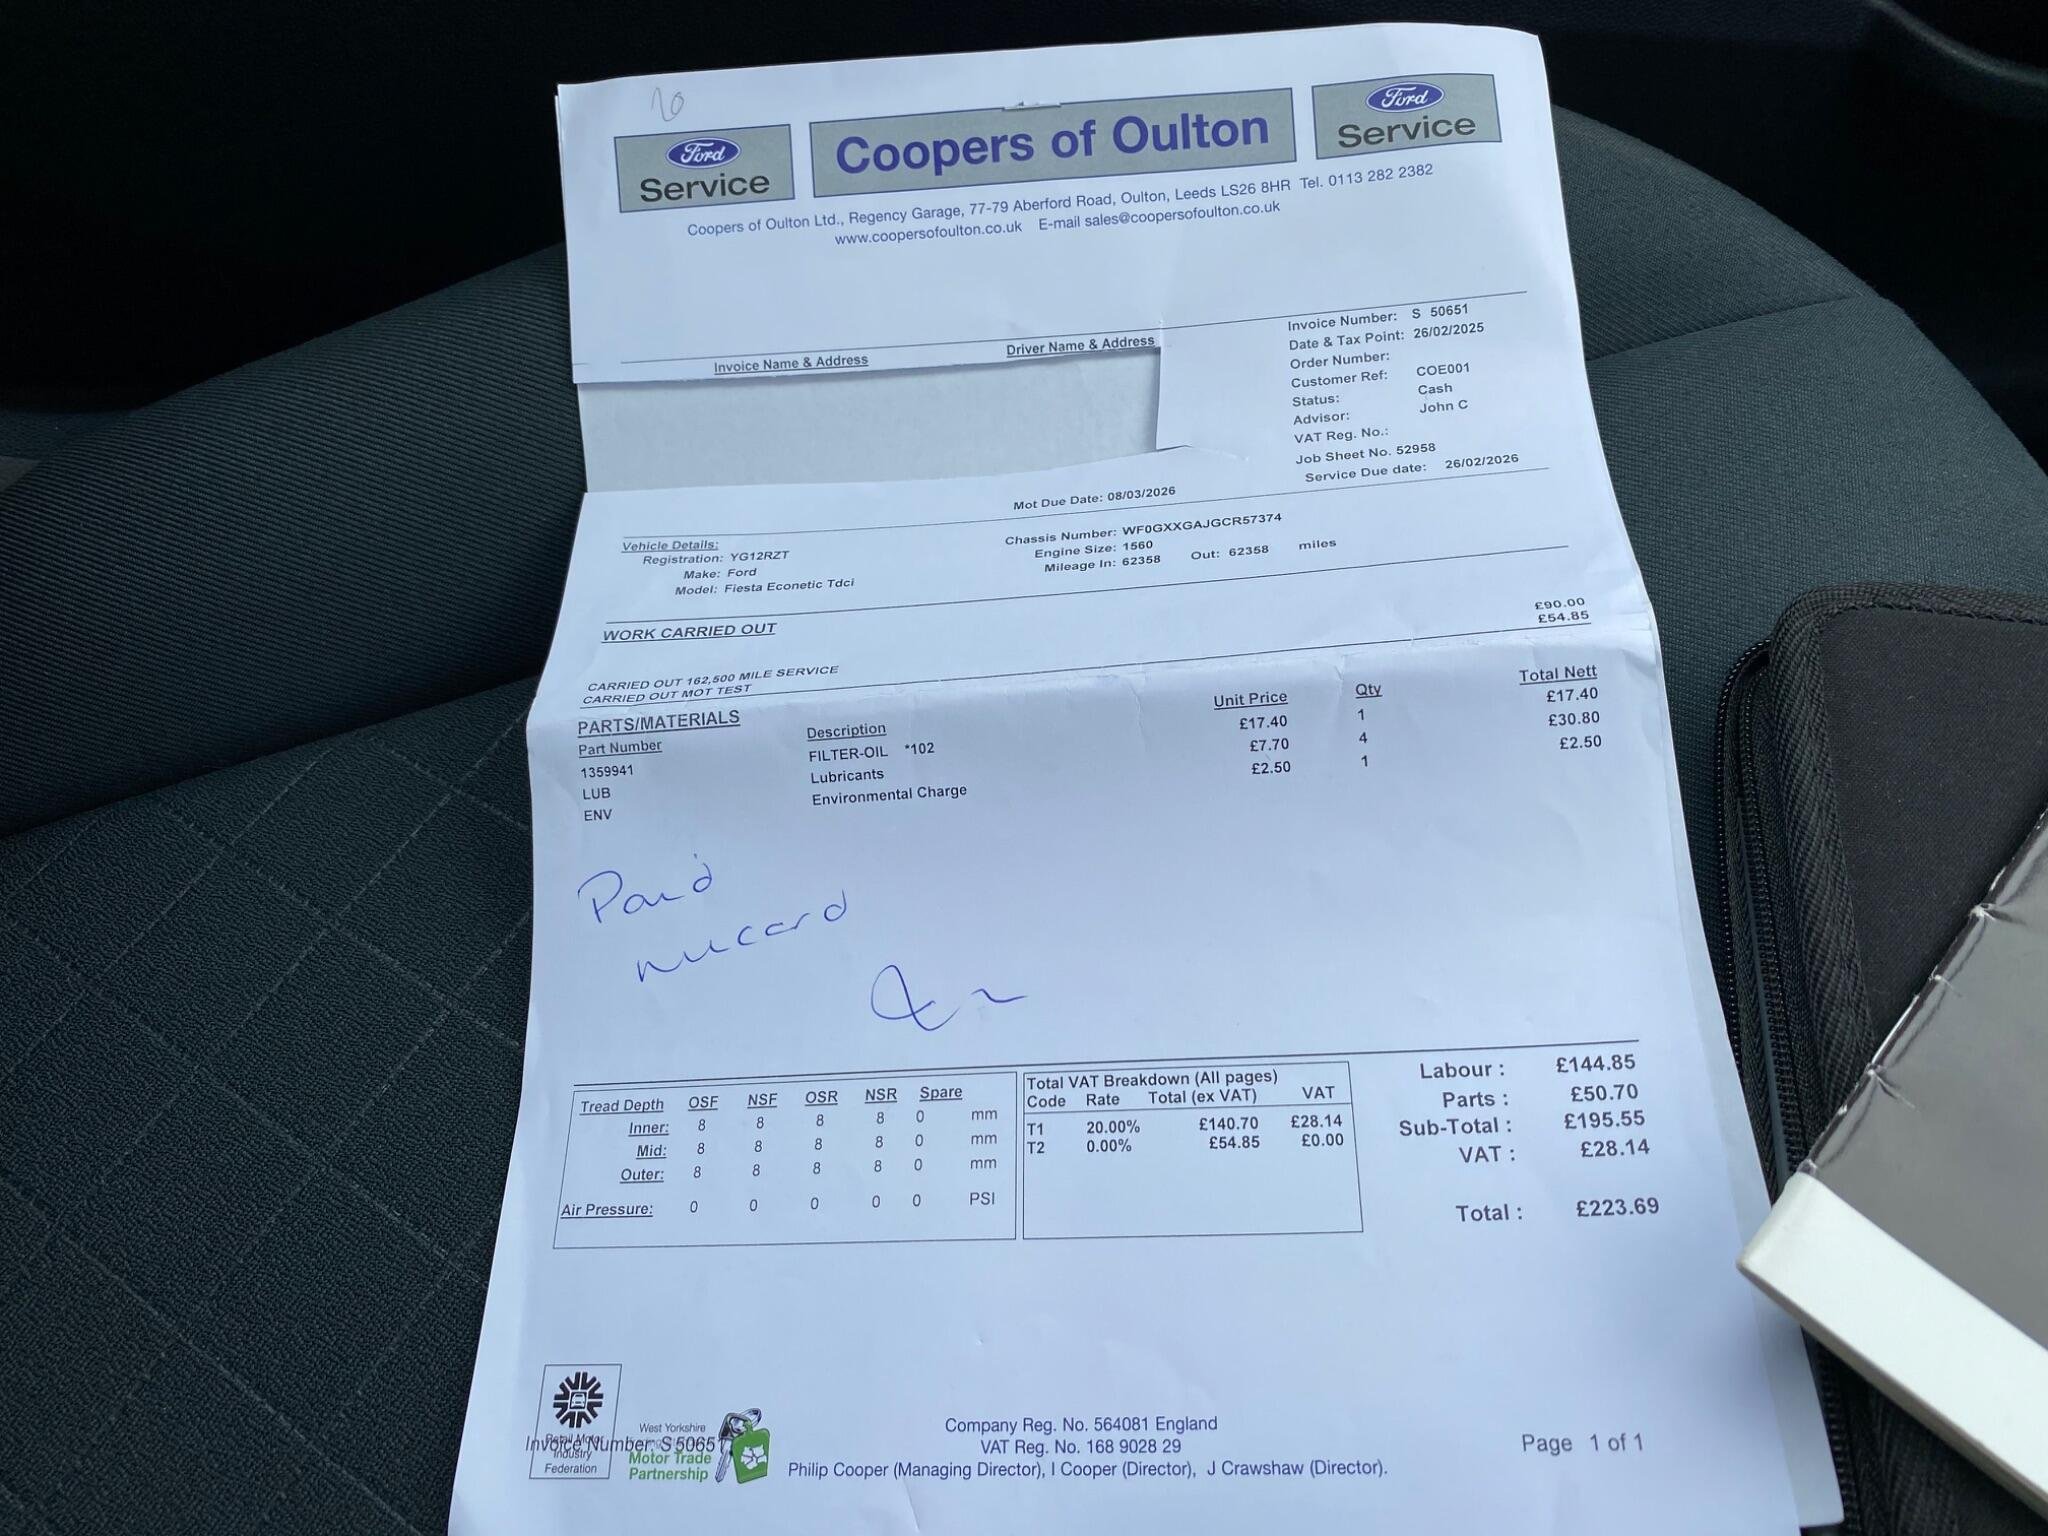 20
Ford Service
Coopers of Oulton
Ford Service
Coopers of Oulton Ltd., Regency Garage, 77-79 Aberford Road, Oulton, Leeds LS26 8HR Tel. 0113 282 2382
www.coopersofoulton.co.uk E-mail sales@coopersofoulton.co.uk
Invoice Name & Address
Driver Name & Address
Invoice Number: S 50651
Date & Tax Point: 26/02/2025
Order Number:
Customer Ref: COE001
Status: Cash
Advisor: John C
VAT Reg. No.:
Job Sheet No. 52958
Service Due date: 26/02/2026
Mot Due Date: 08/03/2026
Vehicle Details:
Registration: YG12RZT
Make: Ford
Model: Fiesta Econetic Tdci
Chassis Number: WF0GXXGAJGCR57374
Engine Size: 1560
Mileage In: 62358 Out: 62358 miles
WORK CARRIED OUT
CARRIED OUT 162,500 MILE SERVICE £90.00
CARRIED OUT MOT TEST £54.85
PARTS/MATERIALS
Part Number Description Unit Price Qty Total Nett
1359941 FILTER-OIL *102 £17.40 1 £17.40
LUB Lubricants £7.70 4 £30.80
ENV Environmental Charge £2.50 1 £2.50
Paid
card
Tread Depth OSF NSF OSR NSR Spare
Inner: 8 8 8 8 0 mm
Mid: 8 8 8 8 0 mm
Outer: 8 8 8 8 0 mm
Air Pressure: 0 0 0 0 0 PSI
Total VAT Breakdown (All pages)
Code Rate Total (ex VAT) VAT
T1 20.00% £140.70 £28.14
T2 0.00% £54.85 £0.00
Labour : £144.85
Parts : £50.70
Sub-Total : £195.55
VAT : £28.14
Total : £223.69
Retail Motor
Industry
Federation
Invoice Number: S 50651
West Yorkshire
Motor Trade
Partnership
Company Reg. No. 564081 England
VAT Reg. No. 168 9028 29
Philip Cooper (Managing Director), I Cooper (Director), J Crawshaw (Director).
Page 1 of 1